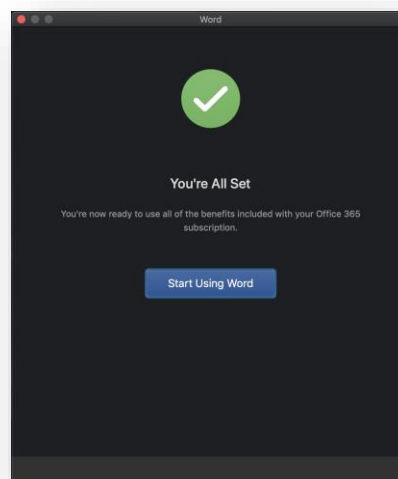 Word
You're All Set
You're now ready to use all of the benefits included with your Office 365
subscription.
Start Using Word